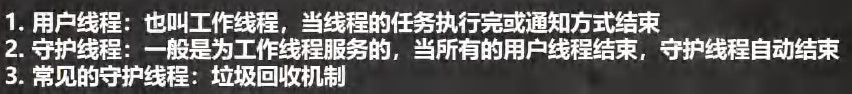 1. 用户线程：也叫工作线程，当线程的任务执行完或通知方式结束
2. 守护线程：一般是为工作线程服务的，当所有的用户线程结束，守护线程自动结束
3. 常见的守护线程：垃圾回收机制